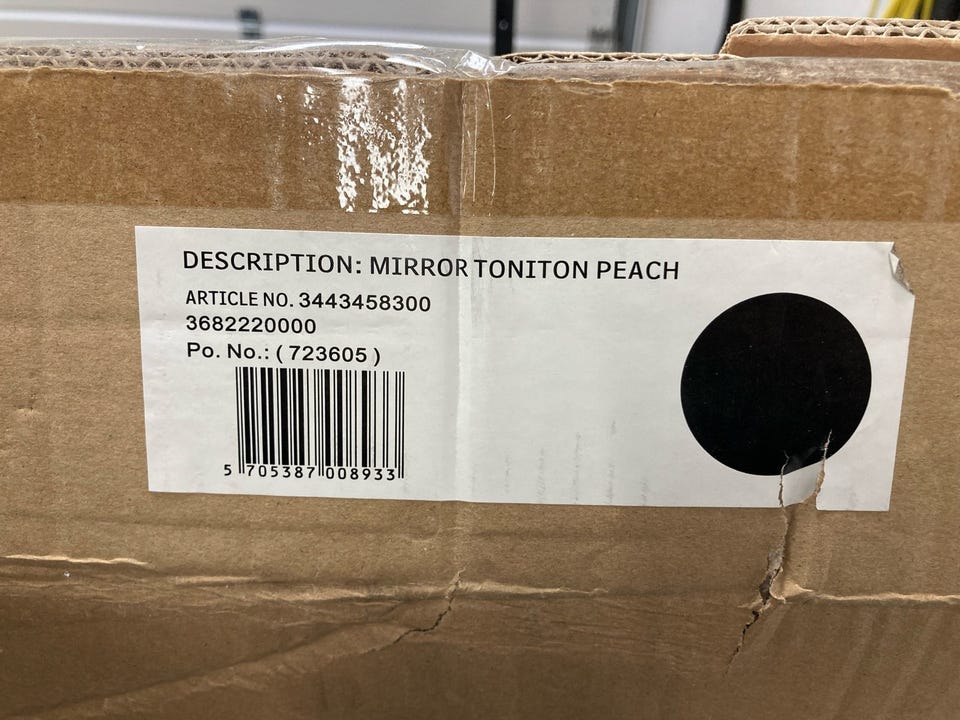 DESCRIPTION: MIRROR TONITON PEACH
ARTICLE NO. 3443458300
3682220000
Po. No.: ( 723605 )
5 705387 008933